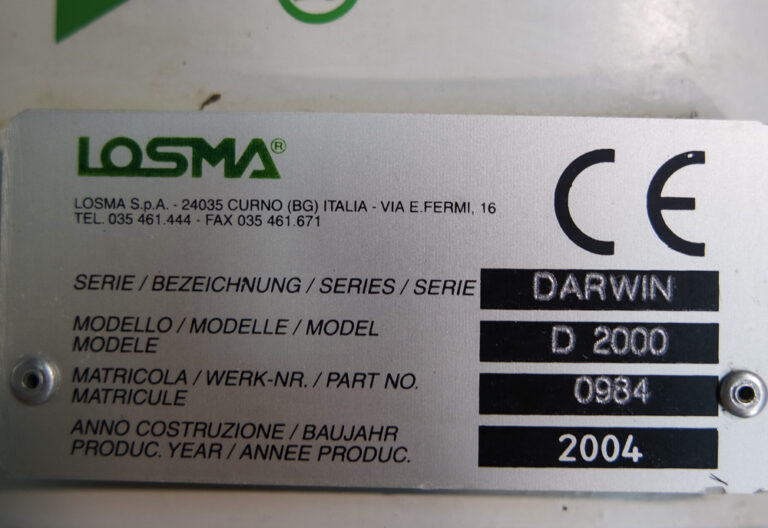 LOSMA®
LOSMA S.p.A. - 24035 CURNO (BG) ITALIA - VIA E.FERMI, 16
TEL. 035 461.444 - FAX 035 461.671
CE
SERIE / BEZEICHNUNG / SERIES / SERIE DARWIN
MODELLO / MODELLE / MODEL
MODELE D 2000
MATRICOLA / WERK-NR. / PART NO.
MATRICULE 0984
ANNO COSTRUZIONE / BAUJAHR
PRODUC. YEAR / ANNEE PRODUC. 2004